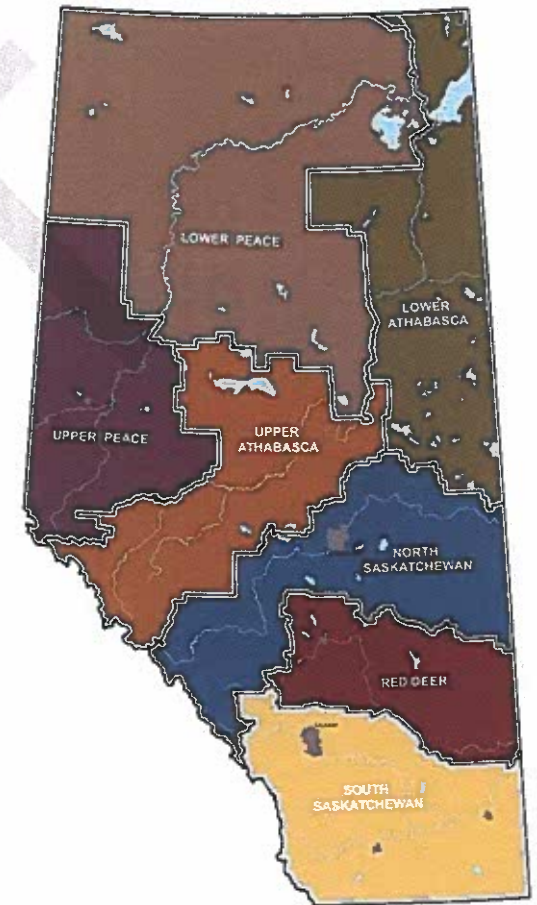 LOWER PEACE
LOWER
ATHABASCA
UPPER PEACE
UPPER
ATHABASCA
NORTH
SASKATCHEWAN
RED DEER
SOUTH
SASKATCHEWAN